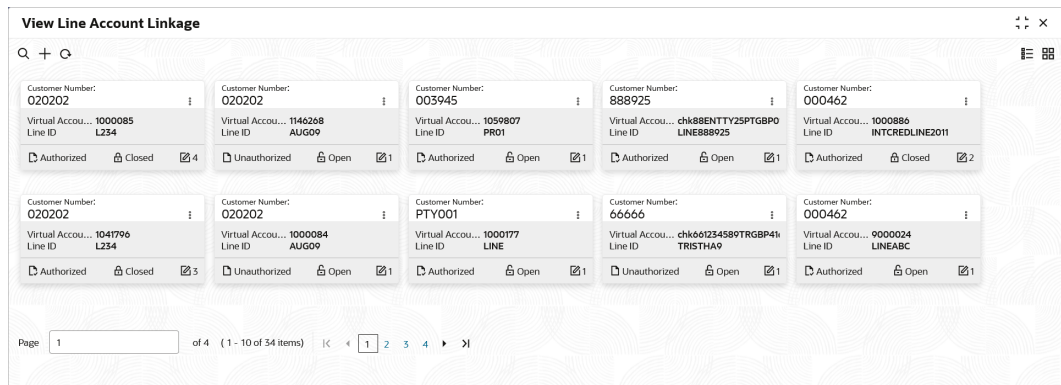 View Line Account Linkage
Customer Number:
020202
Virtual Accou... 1000085
Line ID L234
Authorized Closed 4
Customer Number:
020202
Virtual Accou... 1146268
Line ID AUG09
Unauthorized Open 1
Customer Number:
003945
Virtual Accou... 1059807
Line ID PR01
Authorized Open 1
Customer Number:
888925
Virtual Accou... chk88ENTTY25PTGBP0
Line ID LINE888925
Authorized Open 1
Customer Number:
000462
Virtual Accou... 1000886
Line ID INTCREDLINE2011
Authorized Closed 2
Customer Number:
020202
Virtual Accou... 1041796
Line ID L234
Authorized Closed 3
Customer Number:
020202
Virtual Accou... 1000084
Line ID AUG09
Unauthorized Open 1
Customer Number:
PTY001
Virtual Accou... 1000177
Line ID LINE
Authorized Open 1
Customer Number:
66666
Virtual Accou... chk661234589TRGBP41
Line ID TRISTHA9
Unauthorized Open 1
Customer Number:
000462
Virtual Accou... 9000024
Line ID LINEABC
Authorized Open 1
Page 1 of 4 (1 - 10 of 34 items) 1 2 3 4